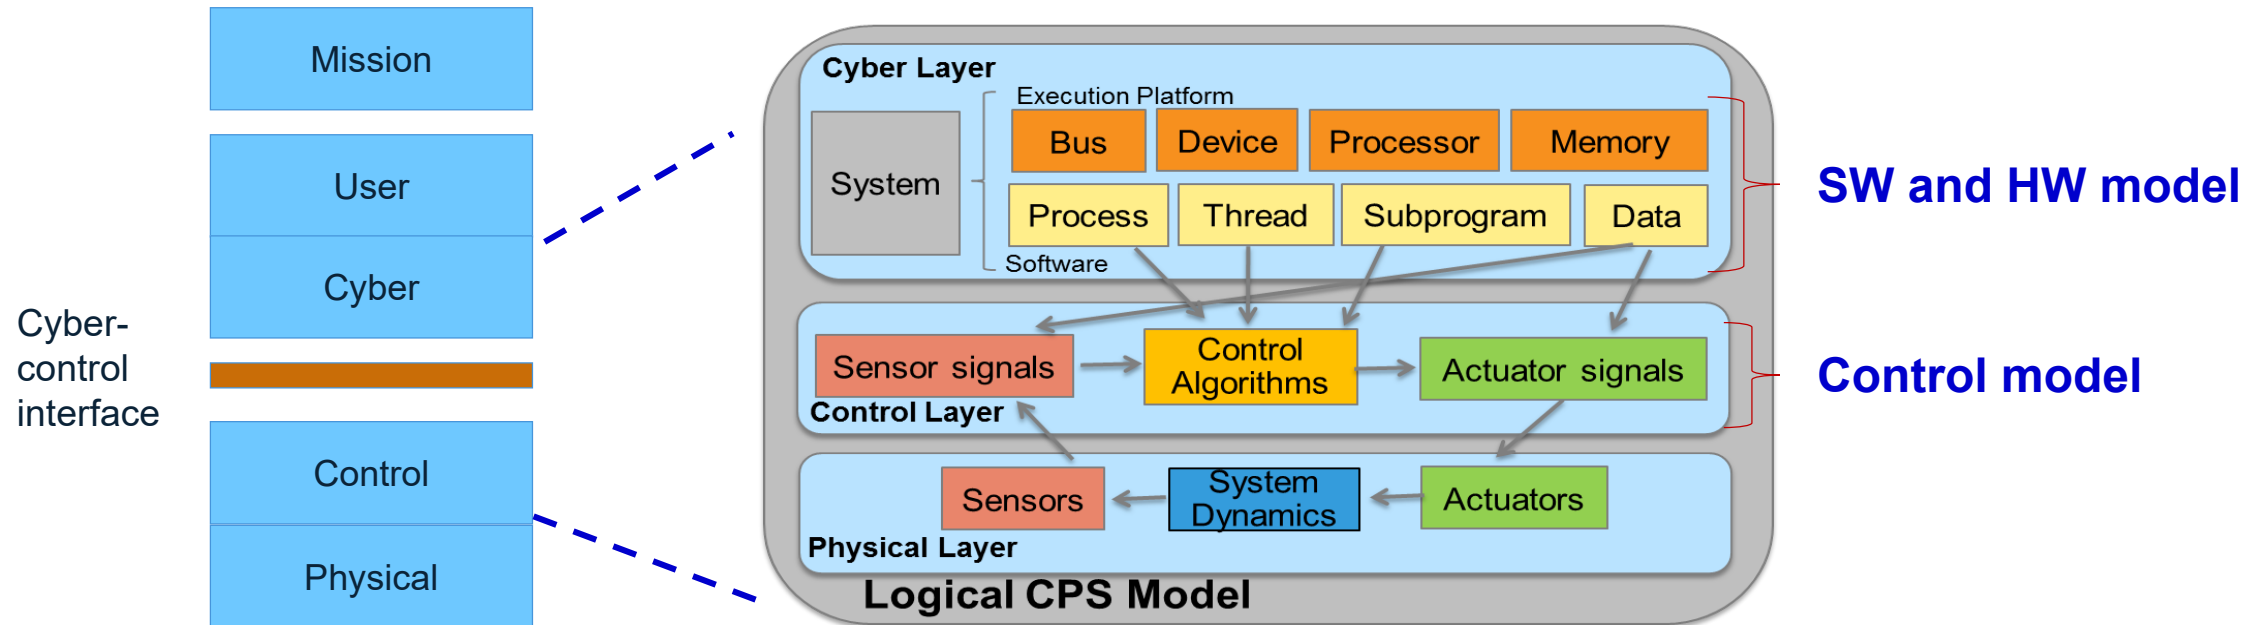 Mission
User
Cyber
Cyber-
control
interface
Control
Physical
Cyber Layer
Execution Platform
System
Bus
Device
Processor
Memory
Process
Thread
Subprogram
Data
Software
Sensor signals
Control
Algorithms
Actuator signals
Control Layer
Sensors
System
Dynamics
Actuators
Physical Layer
Logical CPS Model
SW and HW model
Control model